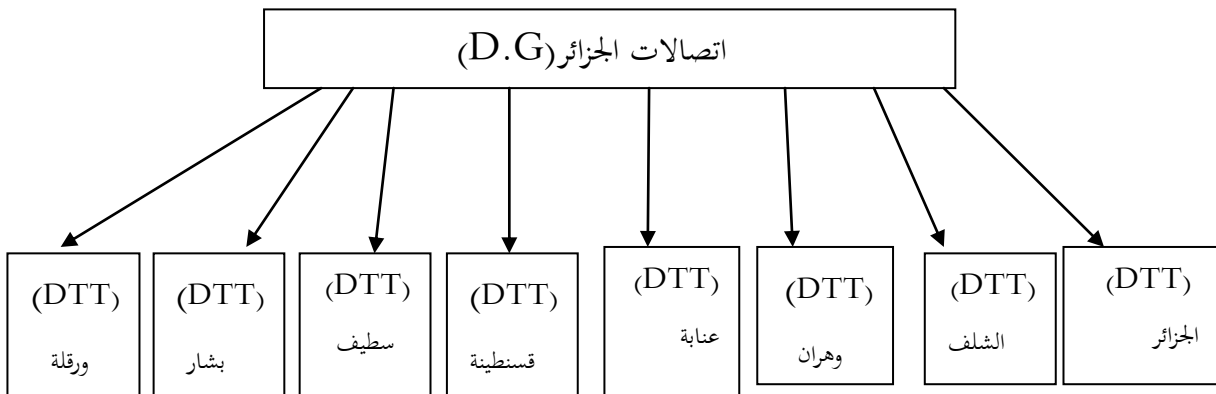 اتصالات الجزائر(D.G)
(DTT)
الجزائر
(DTT)
الشلف
(DTT)
وهران
(DTT)
عنابة
(DTT)
قسنطينة
(DTT)
سطيف
(DTT)
بشار
(DTT)
ورقلة